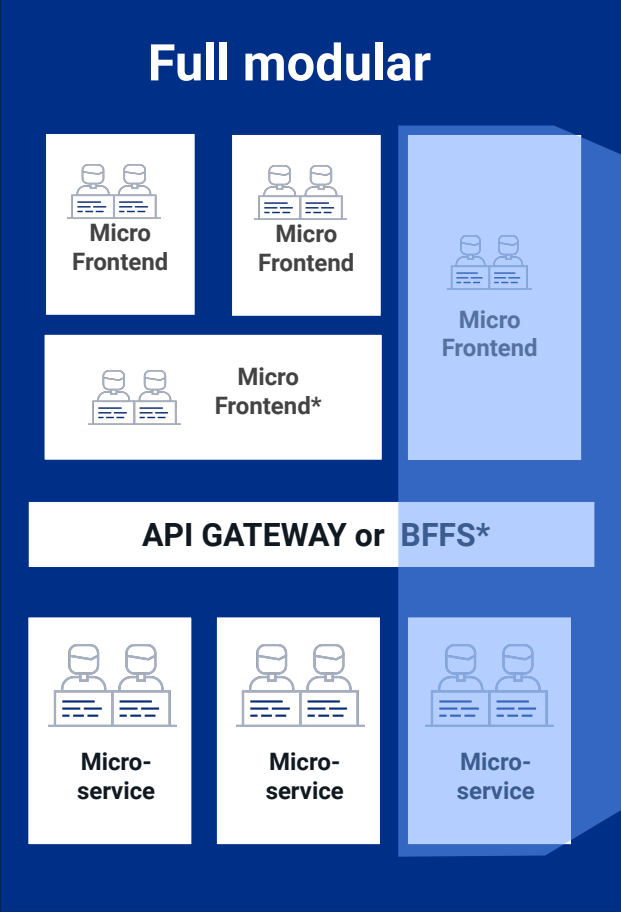 Full modular
Micro
Frontend
Micro
Frontend
Micro
Frontend
Micro
Frontend*
API GATEWAY or BFFS*
Micro-
service
Micro-
service
Micro-
service